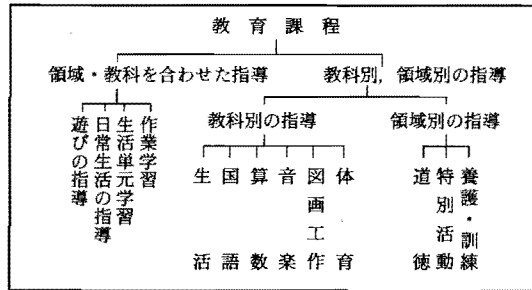 教育課程
領域・教科を合わせた指導
教科別，領域別の指導
教科別の指導
領域別の指導
遊びの指導
日常生活の指導
生活単元学習
作業学習
生活
国語
算数
音楽
図画工作
体育
道徳
特別活動
養護・訓練